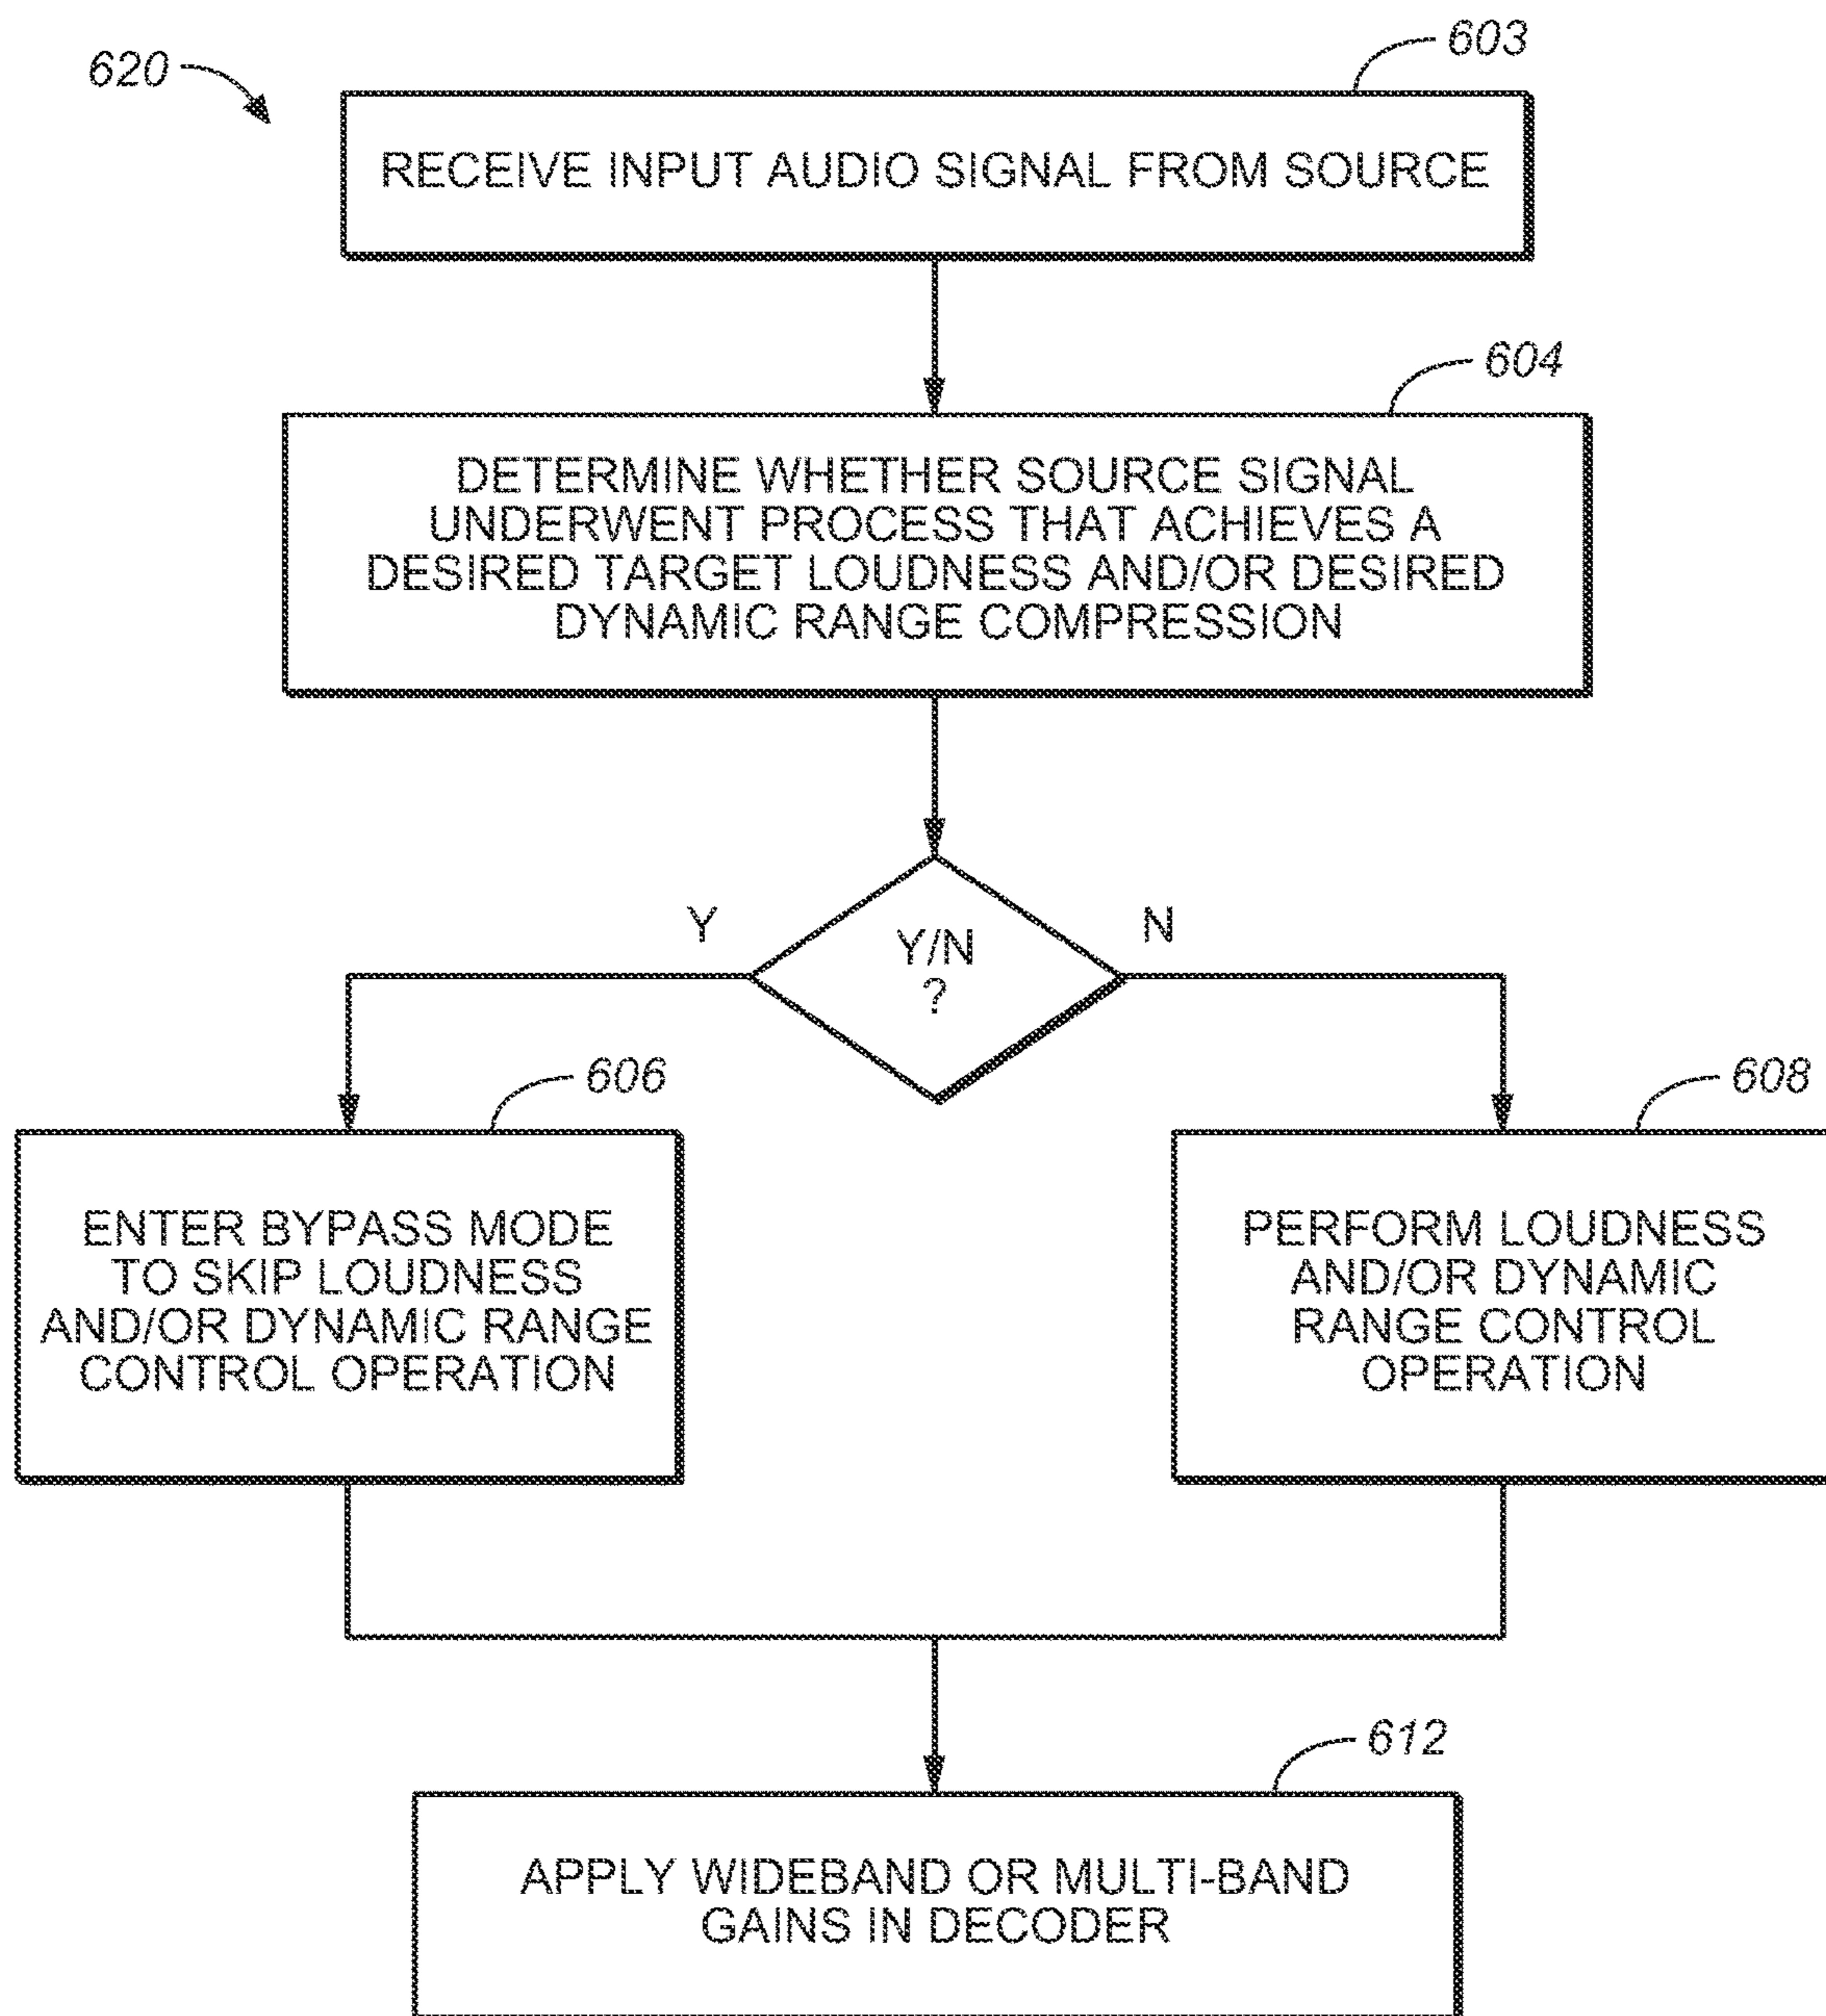 620
603
RECEIVE INPUT AUDIO SIGNAL FROM SOURCE
604
DETERMINE WHETHER SOURCE SIGNAL
UNDERWENT PROCESS THAT ACHIEVES A
DESIRED TARGET LOUDNESS AND/OR DESIRED
DYNAMIC RANGE COMPRESSION
Y
Y/N
?
N
606
ENTER BYPASS MODE
TO SKIP LOUDNESS
AND/OR DYNAMIC RANGE
CONTROL OPERATION
608
PERFORM LOUDNESS
AND/OR DYNAMIC
RANGE CONTROL
OPERATION
612
APPLY WIDEBAND OR MULTI-BAND
GAINS IN DECODER